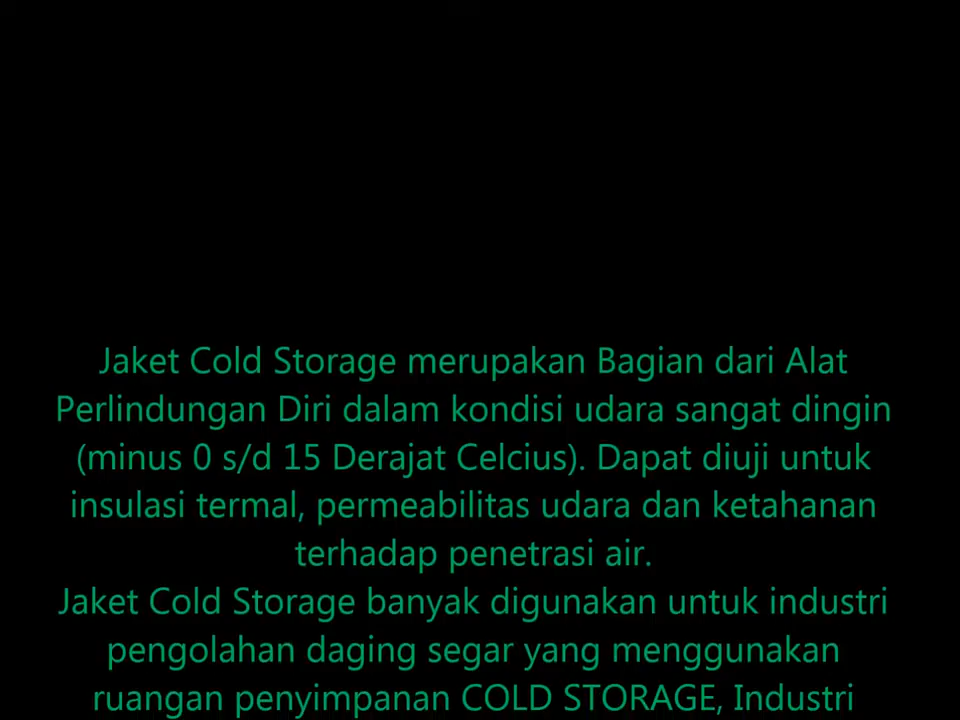 Jaket Cold Storage merupakan Bagian dari Alat
Perlindungan Diri dalam kondisi udara sangat dingin
(minus 0 s/d 15 Derajat Celcius). Dapat diuji untuk
insulasi termal, permeabilitas udara dan ketahanan
terhadap penetrasi air.
Jaket Cold Storage banyak digunakan untuk industri
pengolahan daging segar yang menggunakan
ruangan penyimpanan COLD STORAGE, Industri